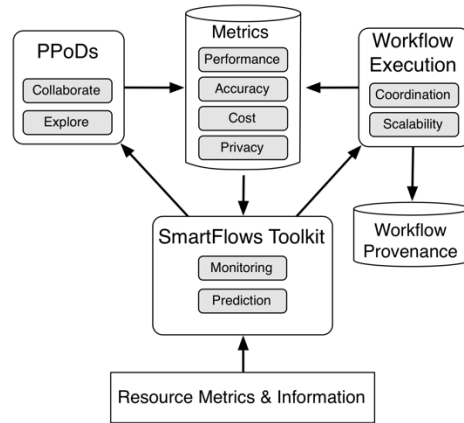 PPoDs
Collaborate
Explore
Metrics
Performance
Accuracy
Cost
Privacy
Workflow
Execution
Coordination
Scalability
SmartFlows Toolkit
Monitoring
Prediction
Workflow
Provenance
Resource Metrics & Information